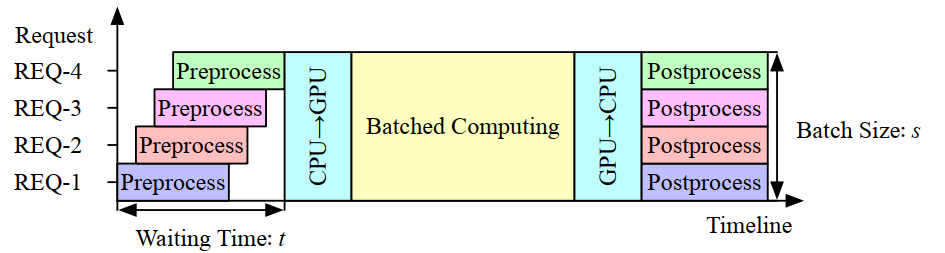 Request
REQ-4
Preprocess
Postprocess
REQ-3
Preprocess
Postprocess
REQ-2
Preprocess
Postprocess
REQ-1
Preprocess
Postprocess
CPU→GPU
Batched Computing
GPU→CPU
Batch Size: s
Waiting Time: t
Timeline